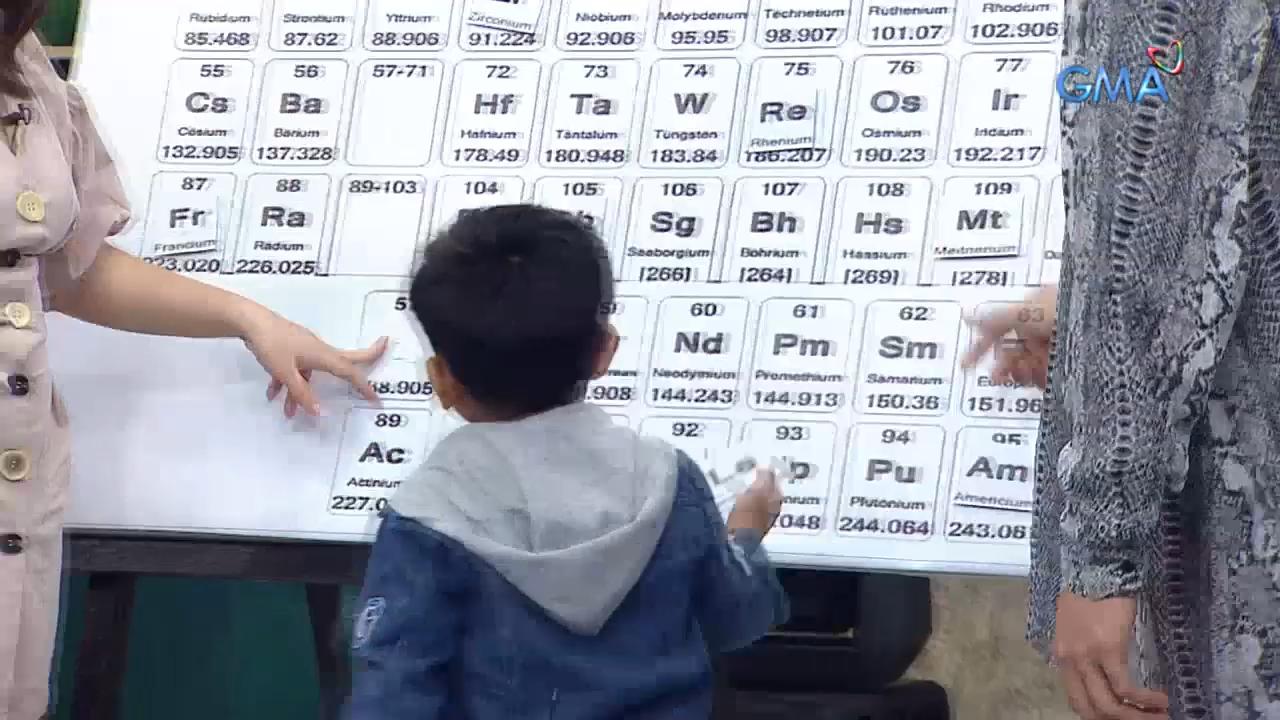 Rubidium Strontium Yttrium Zirconium Niobium Molybdenum Technetium Ruthenium Rhodium
85.468 87.62 88.906 91.224 92.906 95.95 98.907 101.07 102.906
GMA
55 56 57-71 72 73 74 75 76 77
Cs Ba Hf Ta W Re Os Ir
Cesium Barium Hafnium Tantalum Tungsten Rhenium Osmium Iridium
132.905 137.328 178.49 180.948 183.84 186.207 190.23 192.217
87 88 89-103 104 105 106 107 108 109
Fr Ra Sg Bh Hs Mt
Francium Radium Seaborgium Bohrium Hassium Meitnerium
223.020 226.025 [266] [264] [269] [278]
60 61 62 63
Nd Pm Sm
Neodymium Promethium Samarium
.908 144.243 144.913 150.36 151.96
89 92 93 94 95
Ac Np Pu Am
Actinium Plutonium Americium
227.0 .048 244.064 243.061